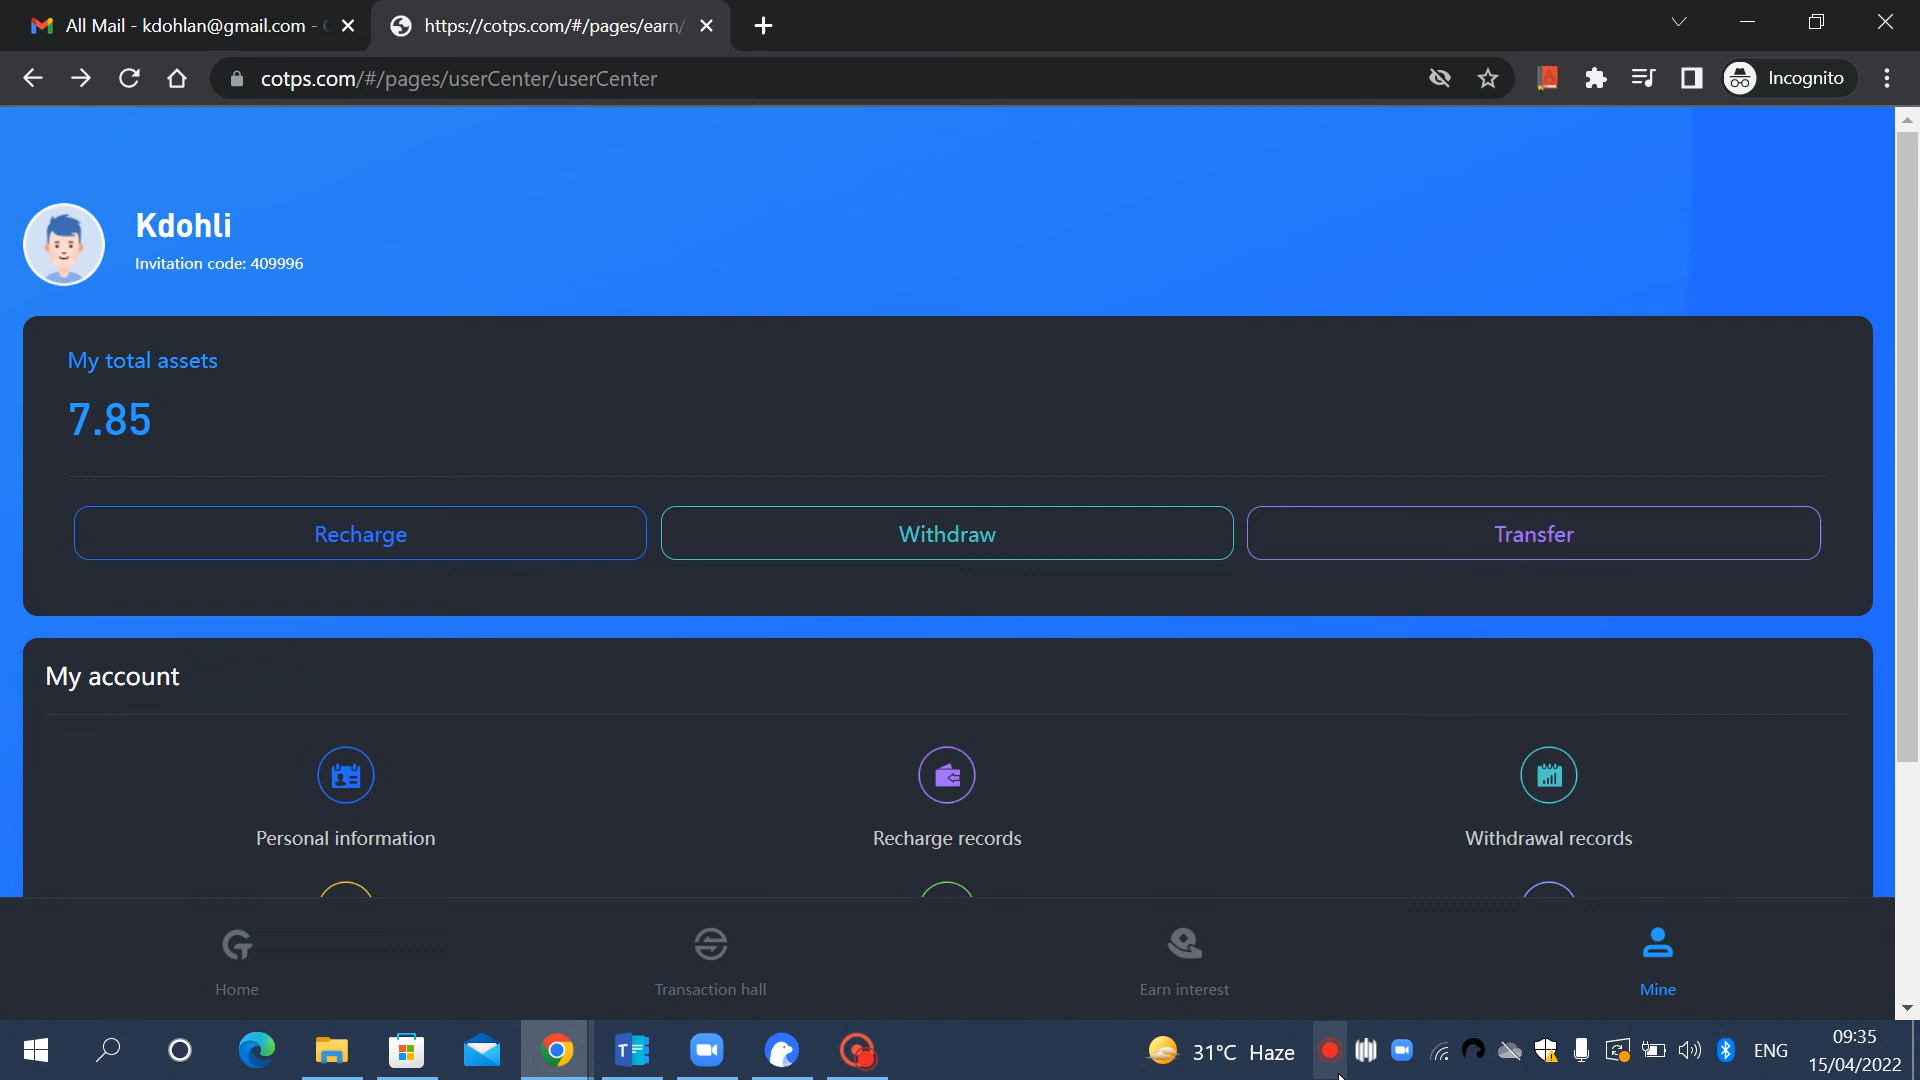 All Mail - kdohlan@gmail.com -
https://cotps.com/#/pages/earn/
cotps.com/#/pages/userCenter/userCenter
Incognito
Kdohli
Invitation code: 409996
My total assets
7.85
Recharge
Withdraw
Transfer
My account
Personal information
Recharge records
Withdrawal records
Home
Transaction hall
Earn interest
Mine
31°C Haze
ENG
09:35
15/04/2022